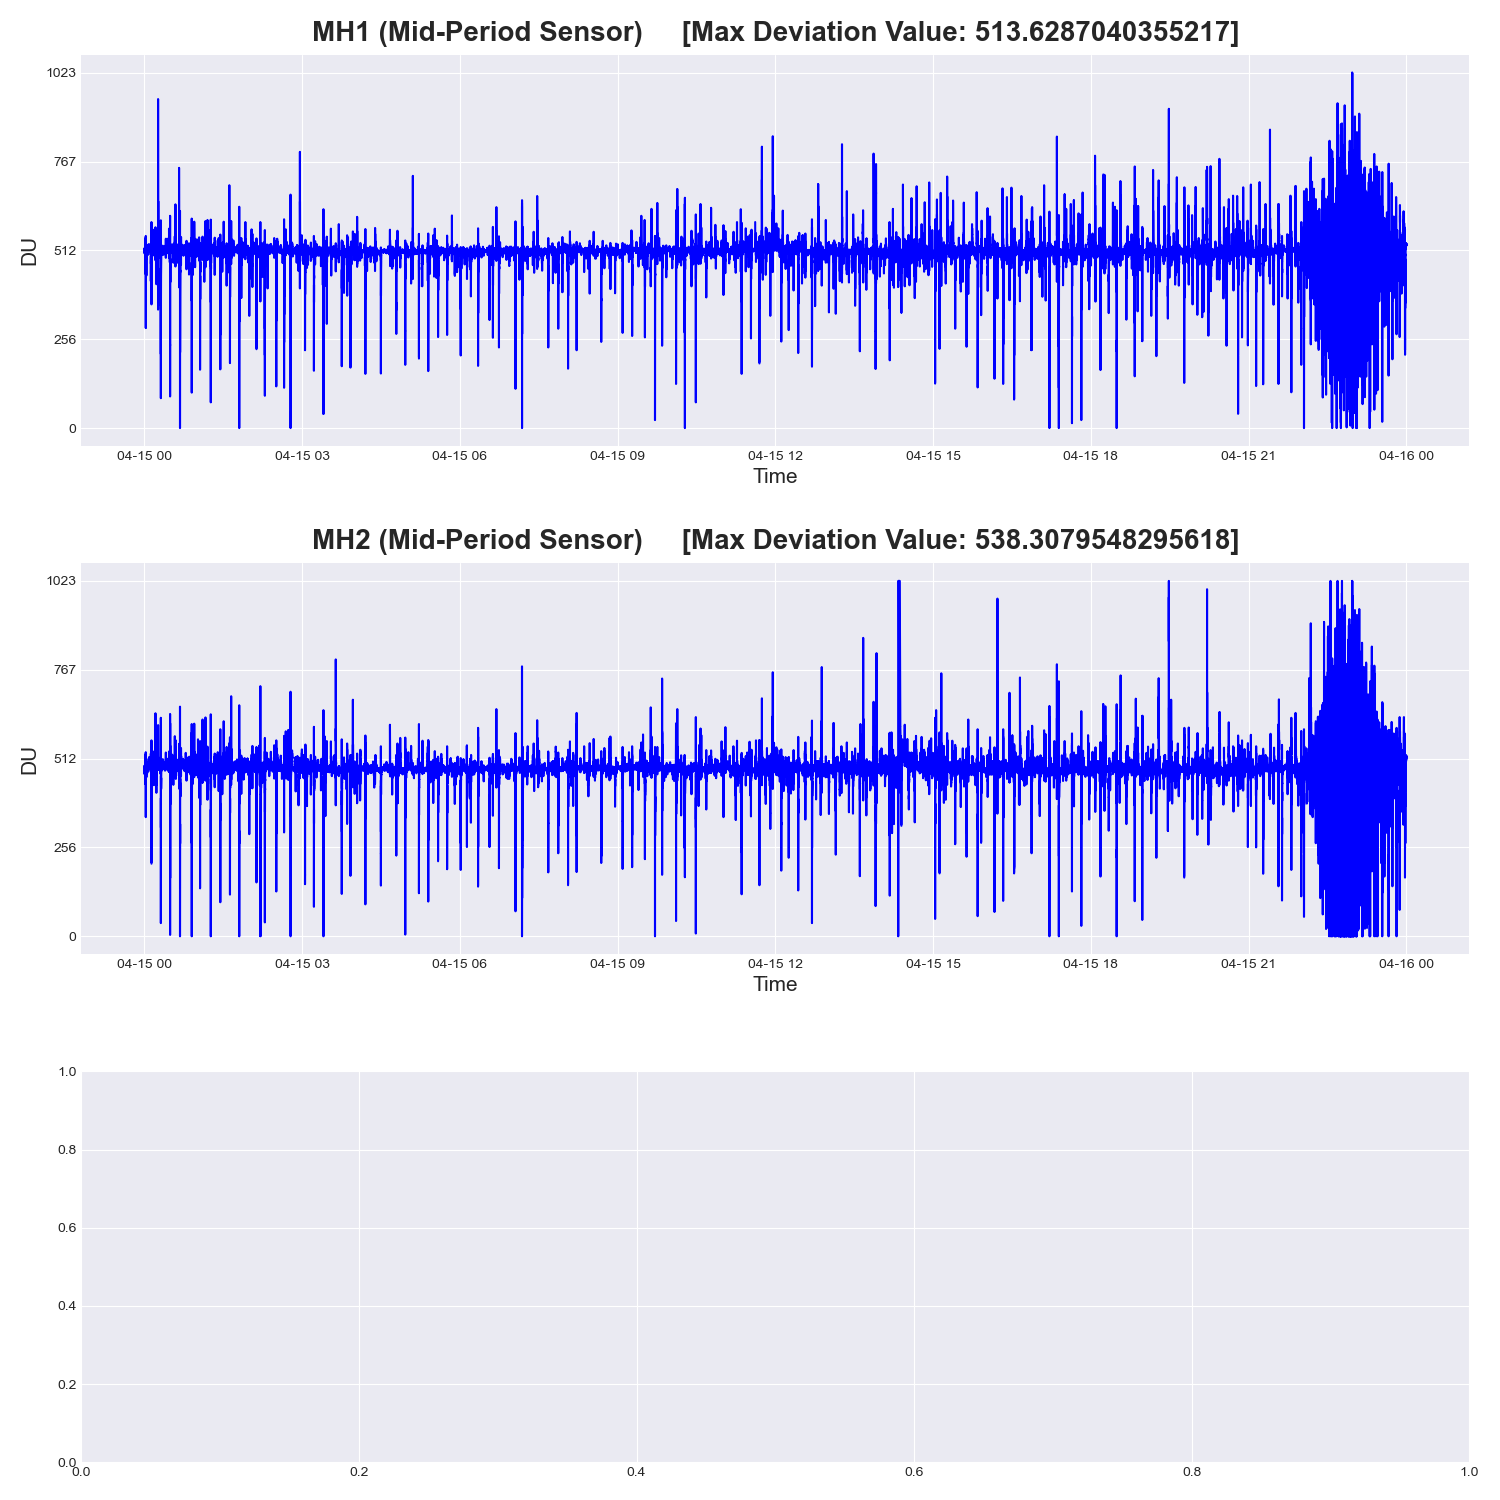 MH1 (Mid-Period Sensor) [Max Deviation Value: 513.6287040355217]
1023
767
512
256
0
DU
04-15 00 04-15 03 04-15 06 04-15 09 04-15 12 04-15 15 04-15 18 04-15 21 04-16 00
Time
MH2 (Mid-Period Sensor) [Max Deviation Value: 538.3079548295618]
1023
767
512
256
0
DU
04-15 00 04-15 03 04-15 06 04-15 09 04-15 12 04-15 15 04-15 18 04-15 21 04-16 00
Time
1.0
0.8
0.6
0.4
0.2
0.0
0.0 0.2 0.4 0.6 0.8 1.0